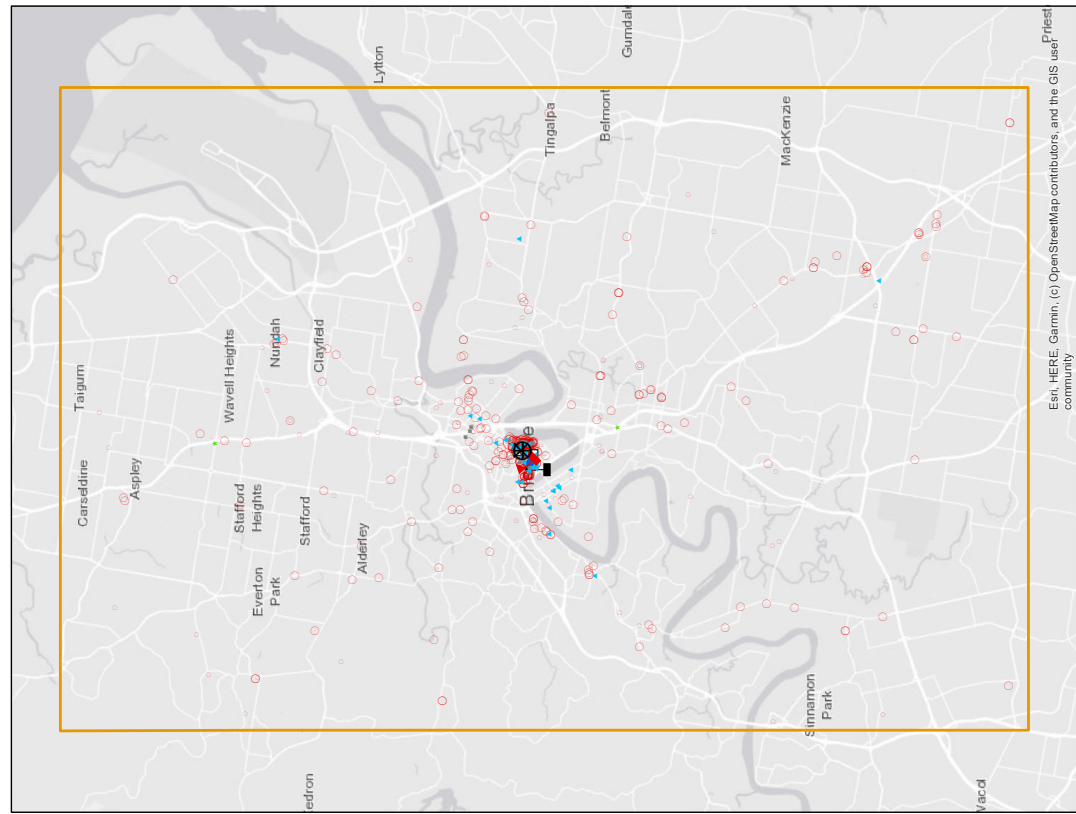 Taigum
Carseldine
Aspley
Wavell Heights
Stafford
Heights
Everton
Park
Nundah
Stafford
Clayfield
Alderley
Lytton
Tingalpa
Belmont
Gumdale
MacKenzie
Sinnamon
Park
Priest
Esri, HERE, Garmin, (c) OpenStreetMap contributors, and the GIS user
community